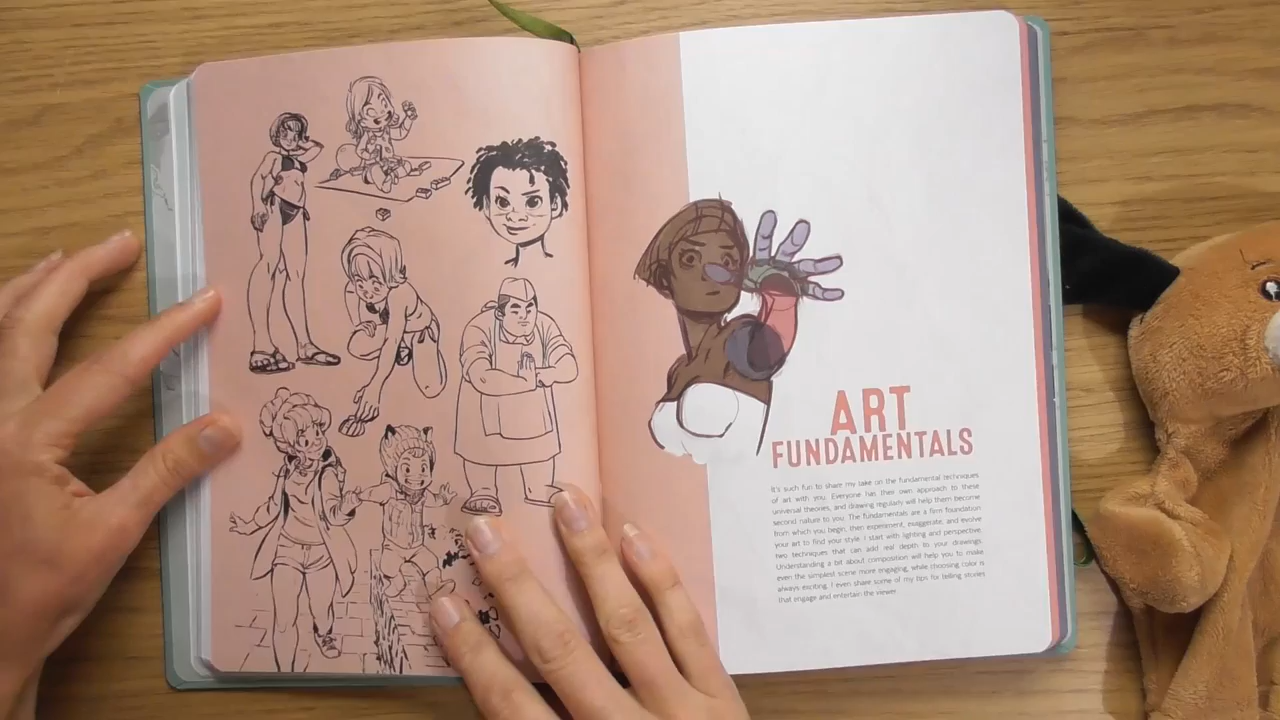 ART
FUNDAMENTALS
It's such fun to share my take on the fundamental techniques
of art with you. Everyone has their own approach to these
universal theories, and drawing regularly will help them become
second nature to you. The fundamentals are a firm foundation
from which you begin, then experiment, exaggerate, and evolve
your art to find your style. I start with lighting and perspective,
two techniques that can add real depth to your drawings.
Understanding a bit about composition will help you to make
even the simplest scene more engaging, while choosing color is
always exciting. I even share some of my tips for telling stories
that engage and entertain the viewer.